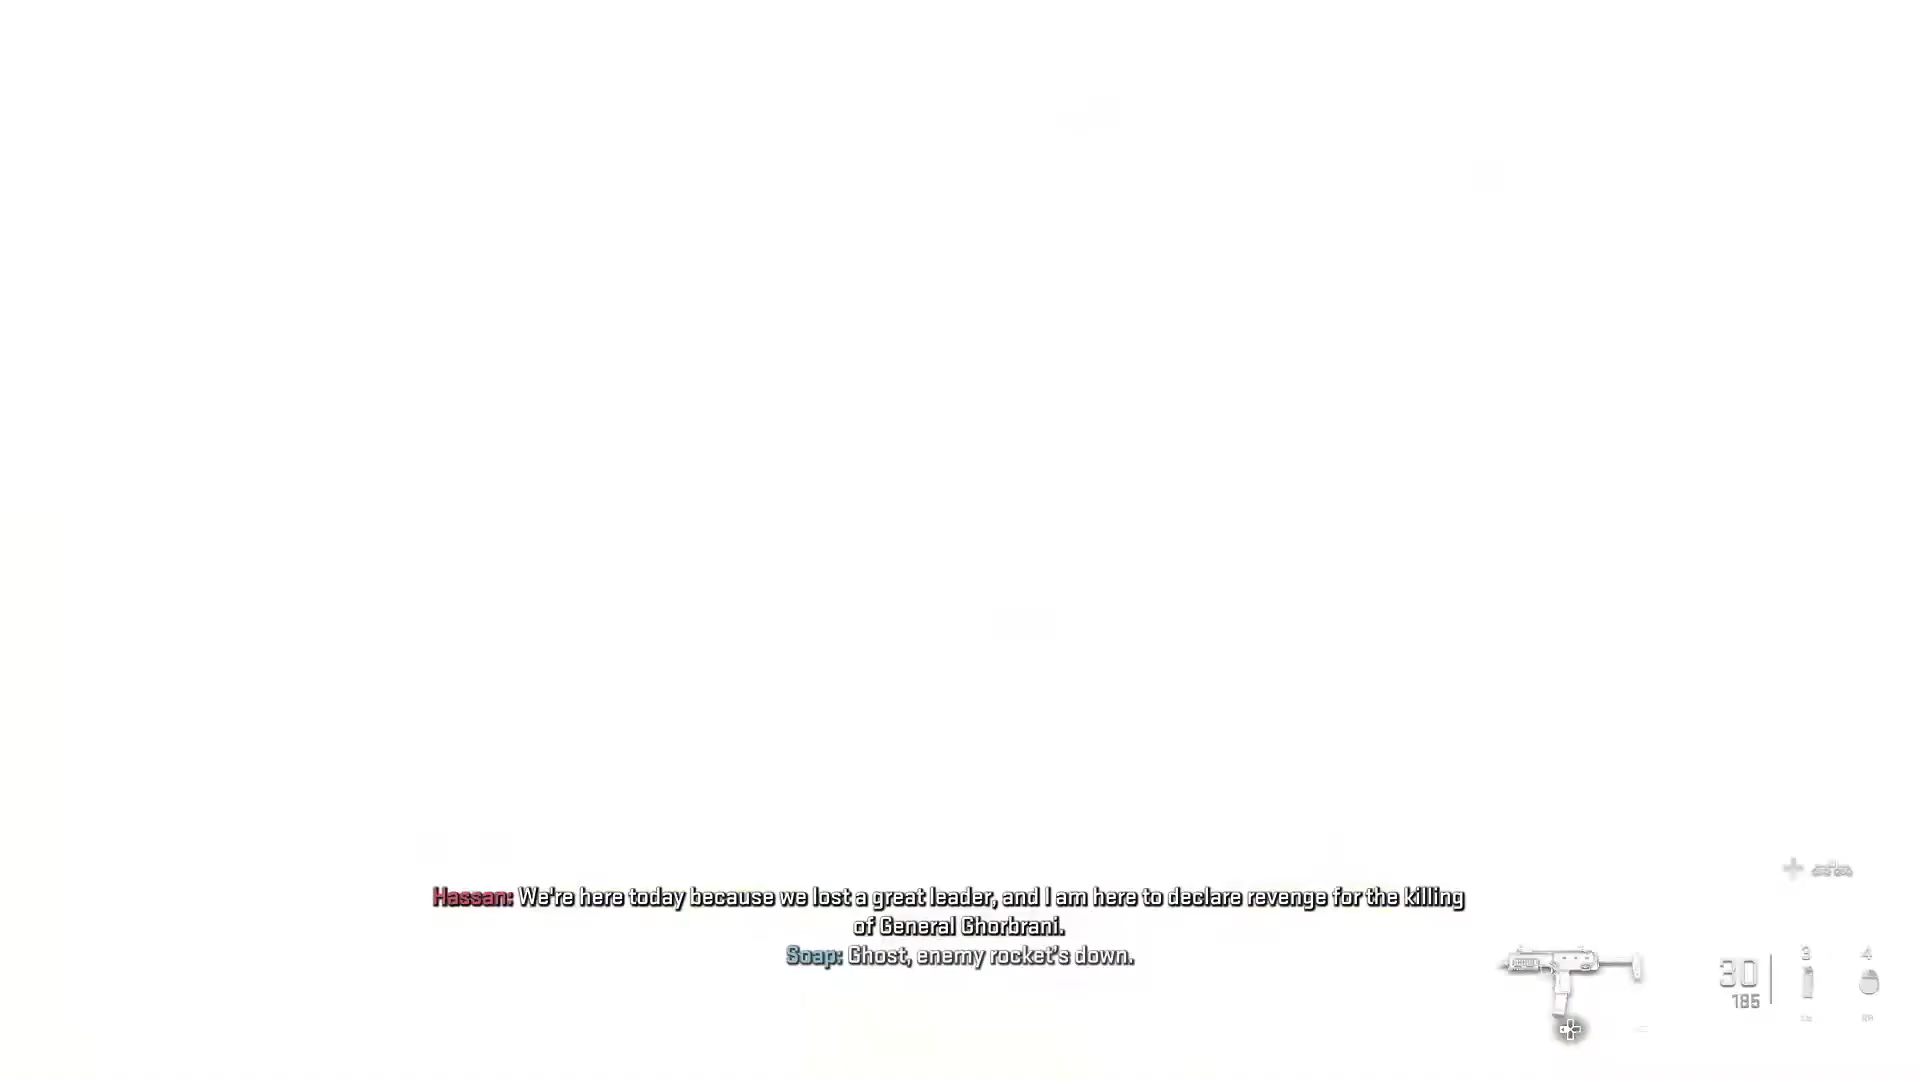 Hassan: We're here today because we lost a great leader, and I am here to declare revenge for the killing
of General Ghorbrani.
Soap: Ghost, enemy rocket's down.
3 4
30
185